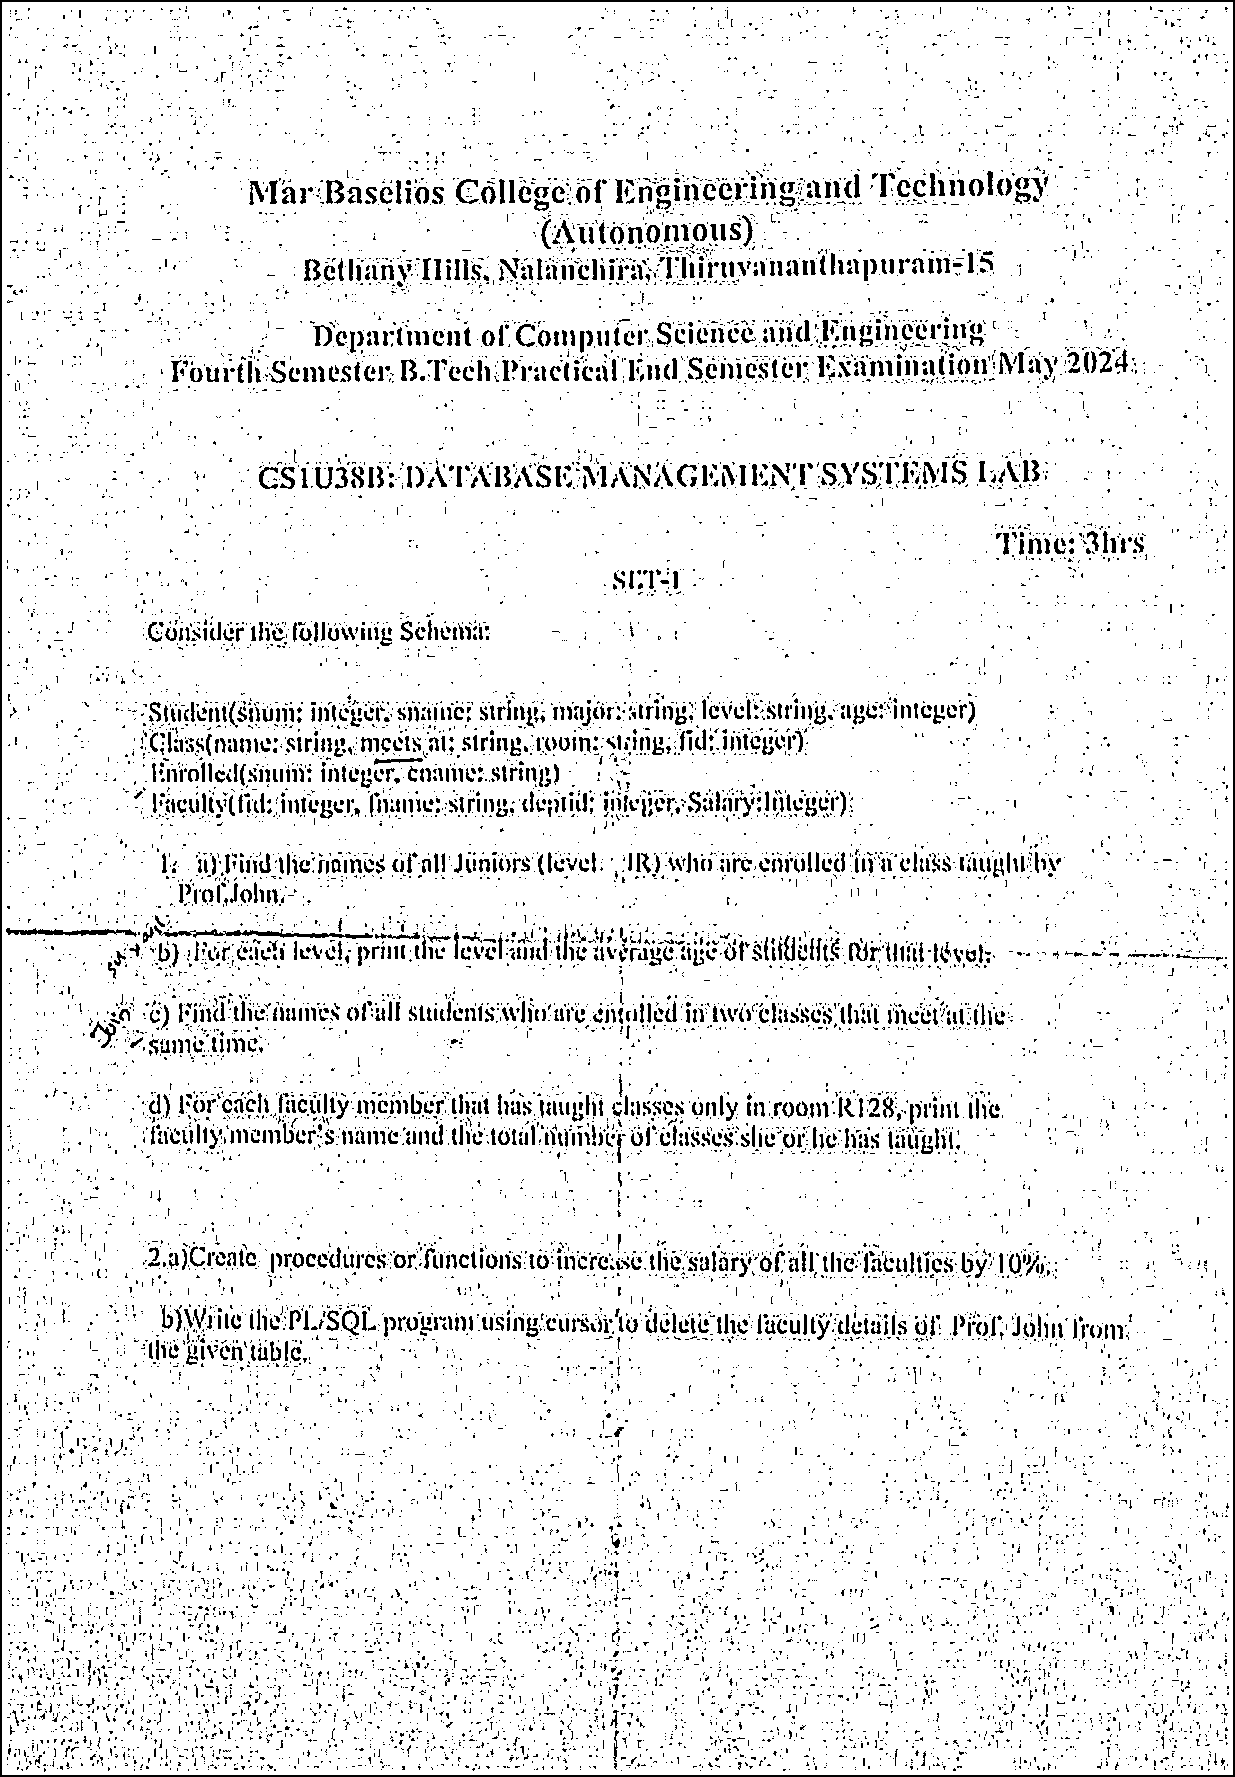 Mar Baselios College of Engineering and Technology
(Autonomous)
Bethany Hills, Nalanchira, Thiruvananthapuram-15
Department of Computer Science and Engineering
Fourth Semester B.Tech Practical End Semester Examination May 2024
CS1U38B: DATABASE MANAGEMENT SYSTEMS LAB
Time: 3hrs
SET-1
Consider the following Schema:
Student(snum: integer, sname: string, major: string, level: string, age: integer)
Class(name: string, meets at: string, room: string, fid: integer)
Enrolled(snum: integer, cname: string)
Faculty(fid: integer, fname: string, deptid: integer, Salary:Integer)
1. a) Find the names of all Juniors (level. JR) who are enrolled in a class taught by
Prof.John.
b) For each level, print the level and the average age of students for that level.
c) Find the names of all students who are enrolled in two classes that meet at the
same time.
Join
d) For each faculty member that has taught classes only in room R128, print the
faculty member's name and the total number of classes she or he has taught.
2.a)Create procedures or functions to increase the salary of all the faculties by 10%.
b)Write the PL/SQL program using cursor to delete the faculty details of Prof. John from
the given table.